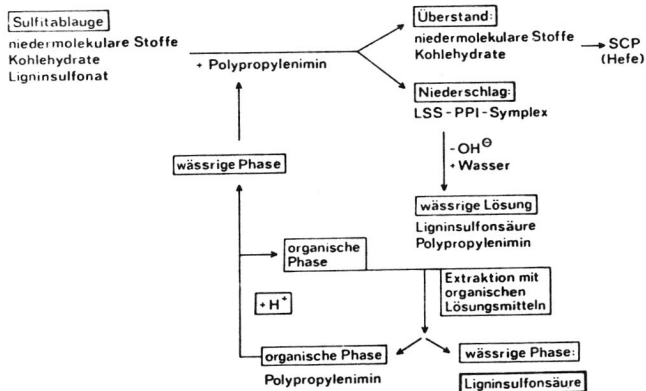 Sulfitablauge
niedermolekulare Stoffe
Kohlehydrate
Ligninsulfonat
+ Polypropylenimin
Überstand:
niedermolekulare Stoffe
Kohlehydrate
SCP
(Hefe)
Niederschlag:
LSS-PPI-Symplex
-OH⊖
+ Wasser
wässrige Phase
wässrige Lösung
Ligninsulfonsäure
Polypropylenimin
organische
Phase
Extraktion mit
organischen
Lösungsmitteln
+H⁺
organische Phase
Polypropylenimin
wässrige Phase:
Ligninsulfonsäure